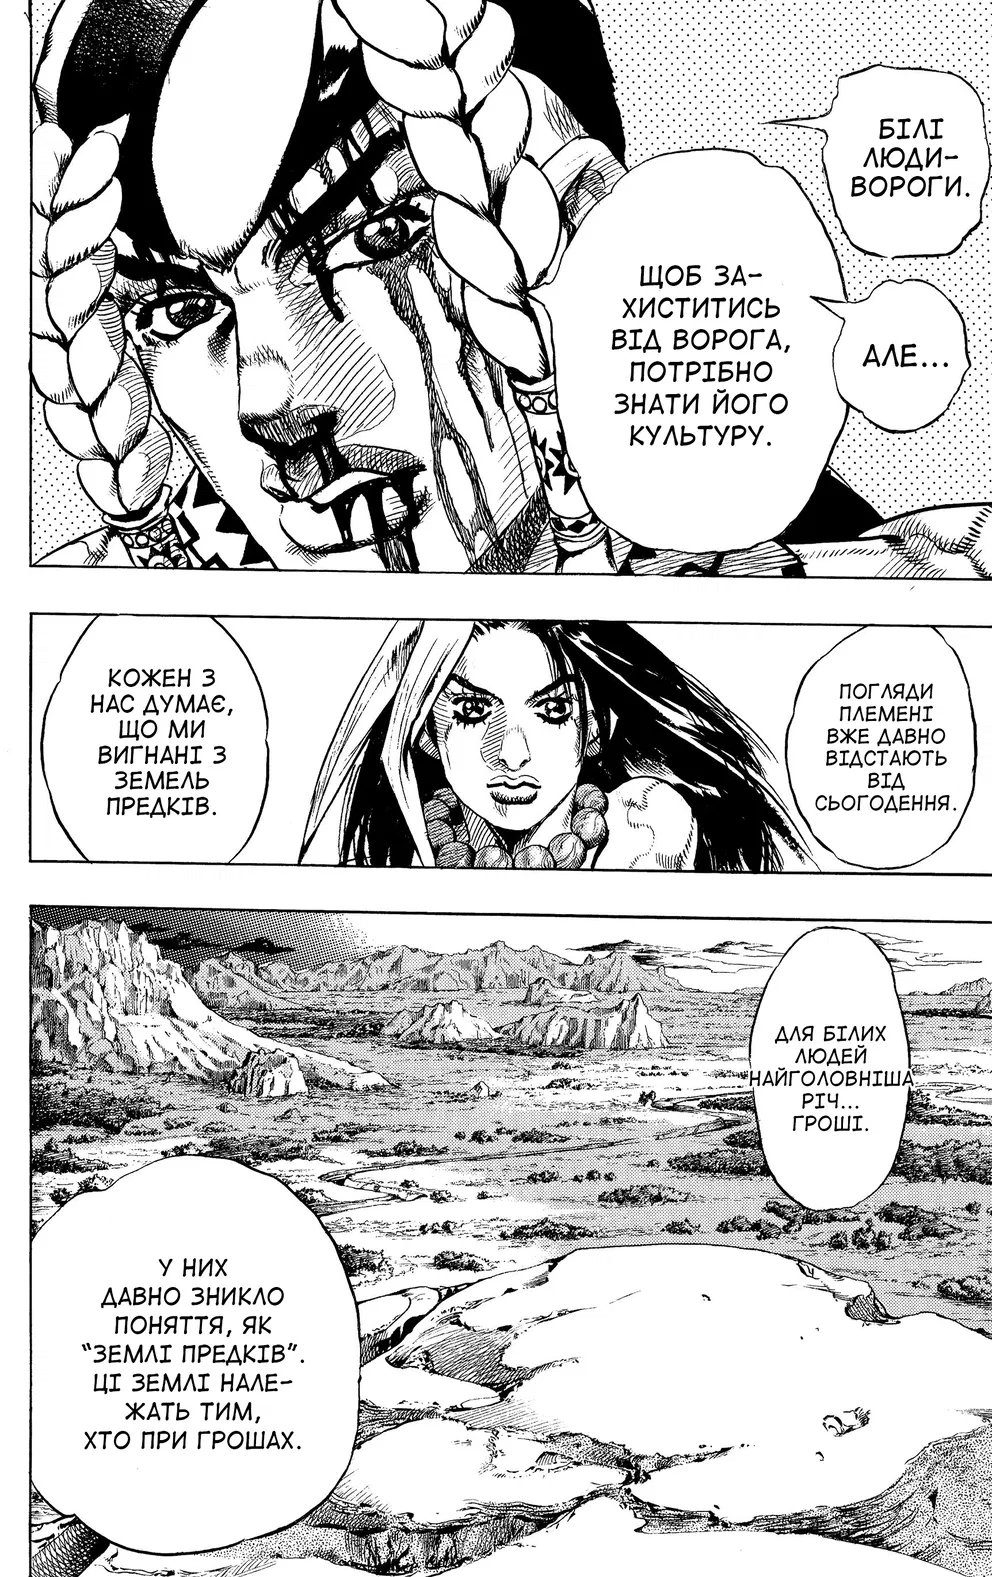 БІЛІ
ЛЮДИ-
ВОРОГИ.
АЛЕ...
ЩОБ ЗА-
ХИСТИТИСЬ
ВІД ВОРОГА,
ПОТРІБНО
ЗНАТИ ЙОГО
КУЛЬТУРУ.
ПОГЛЯДИ
ПЛЕМЕНІ
ВЖЕ ДАВНО
ВІДСТАЮТЬ
ВІД
СЬОГОДЕННЯ.
КОЖЕН З
НАС ДУМАЄ,
ЩО МИ
ВИГНАНІ З
ЗЕМЕЛЬ
ПРЕДКІВ.
ДЛЯ БІЛИХ
ЛЮДЕЙ
НАЙГОЛОВНІША
РІЧ...
ГРОШІ.
У НИХ
ДАВНО ЗНИКЛО
ПОНЯТТЯ, ЯК
“ЗЕМЛІ ПРЕДКІВ”.
ЦІ ЗЕМЛІ НАЛЕ-
ЖАТЬ ТИМ,
ХТО ПРИ ГРОШАХ.